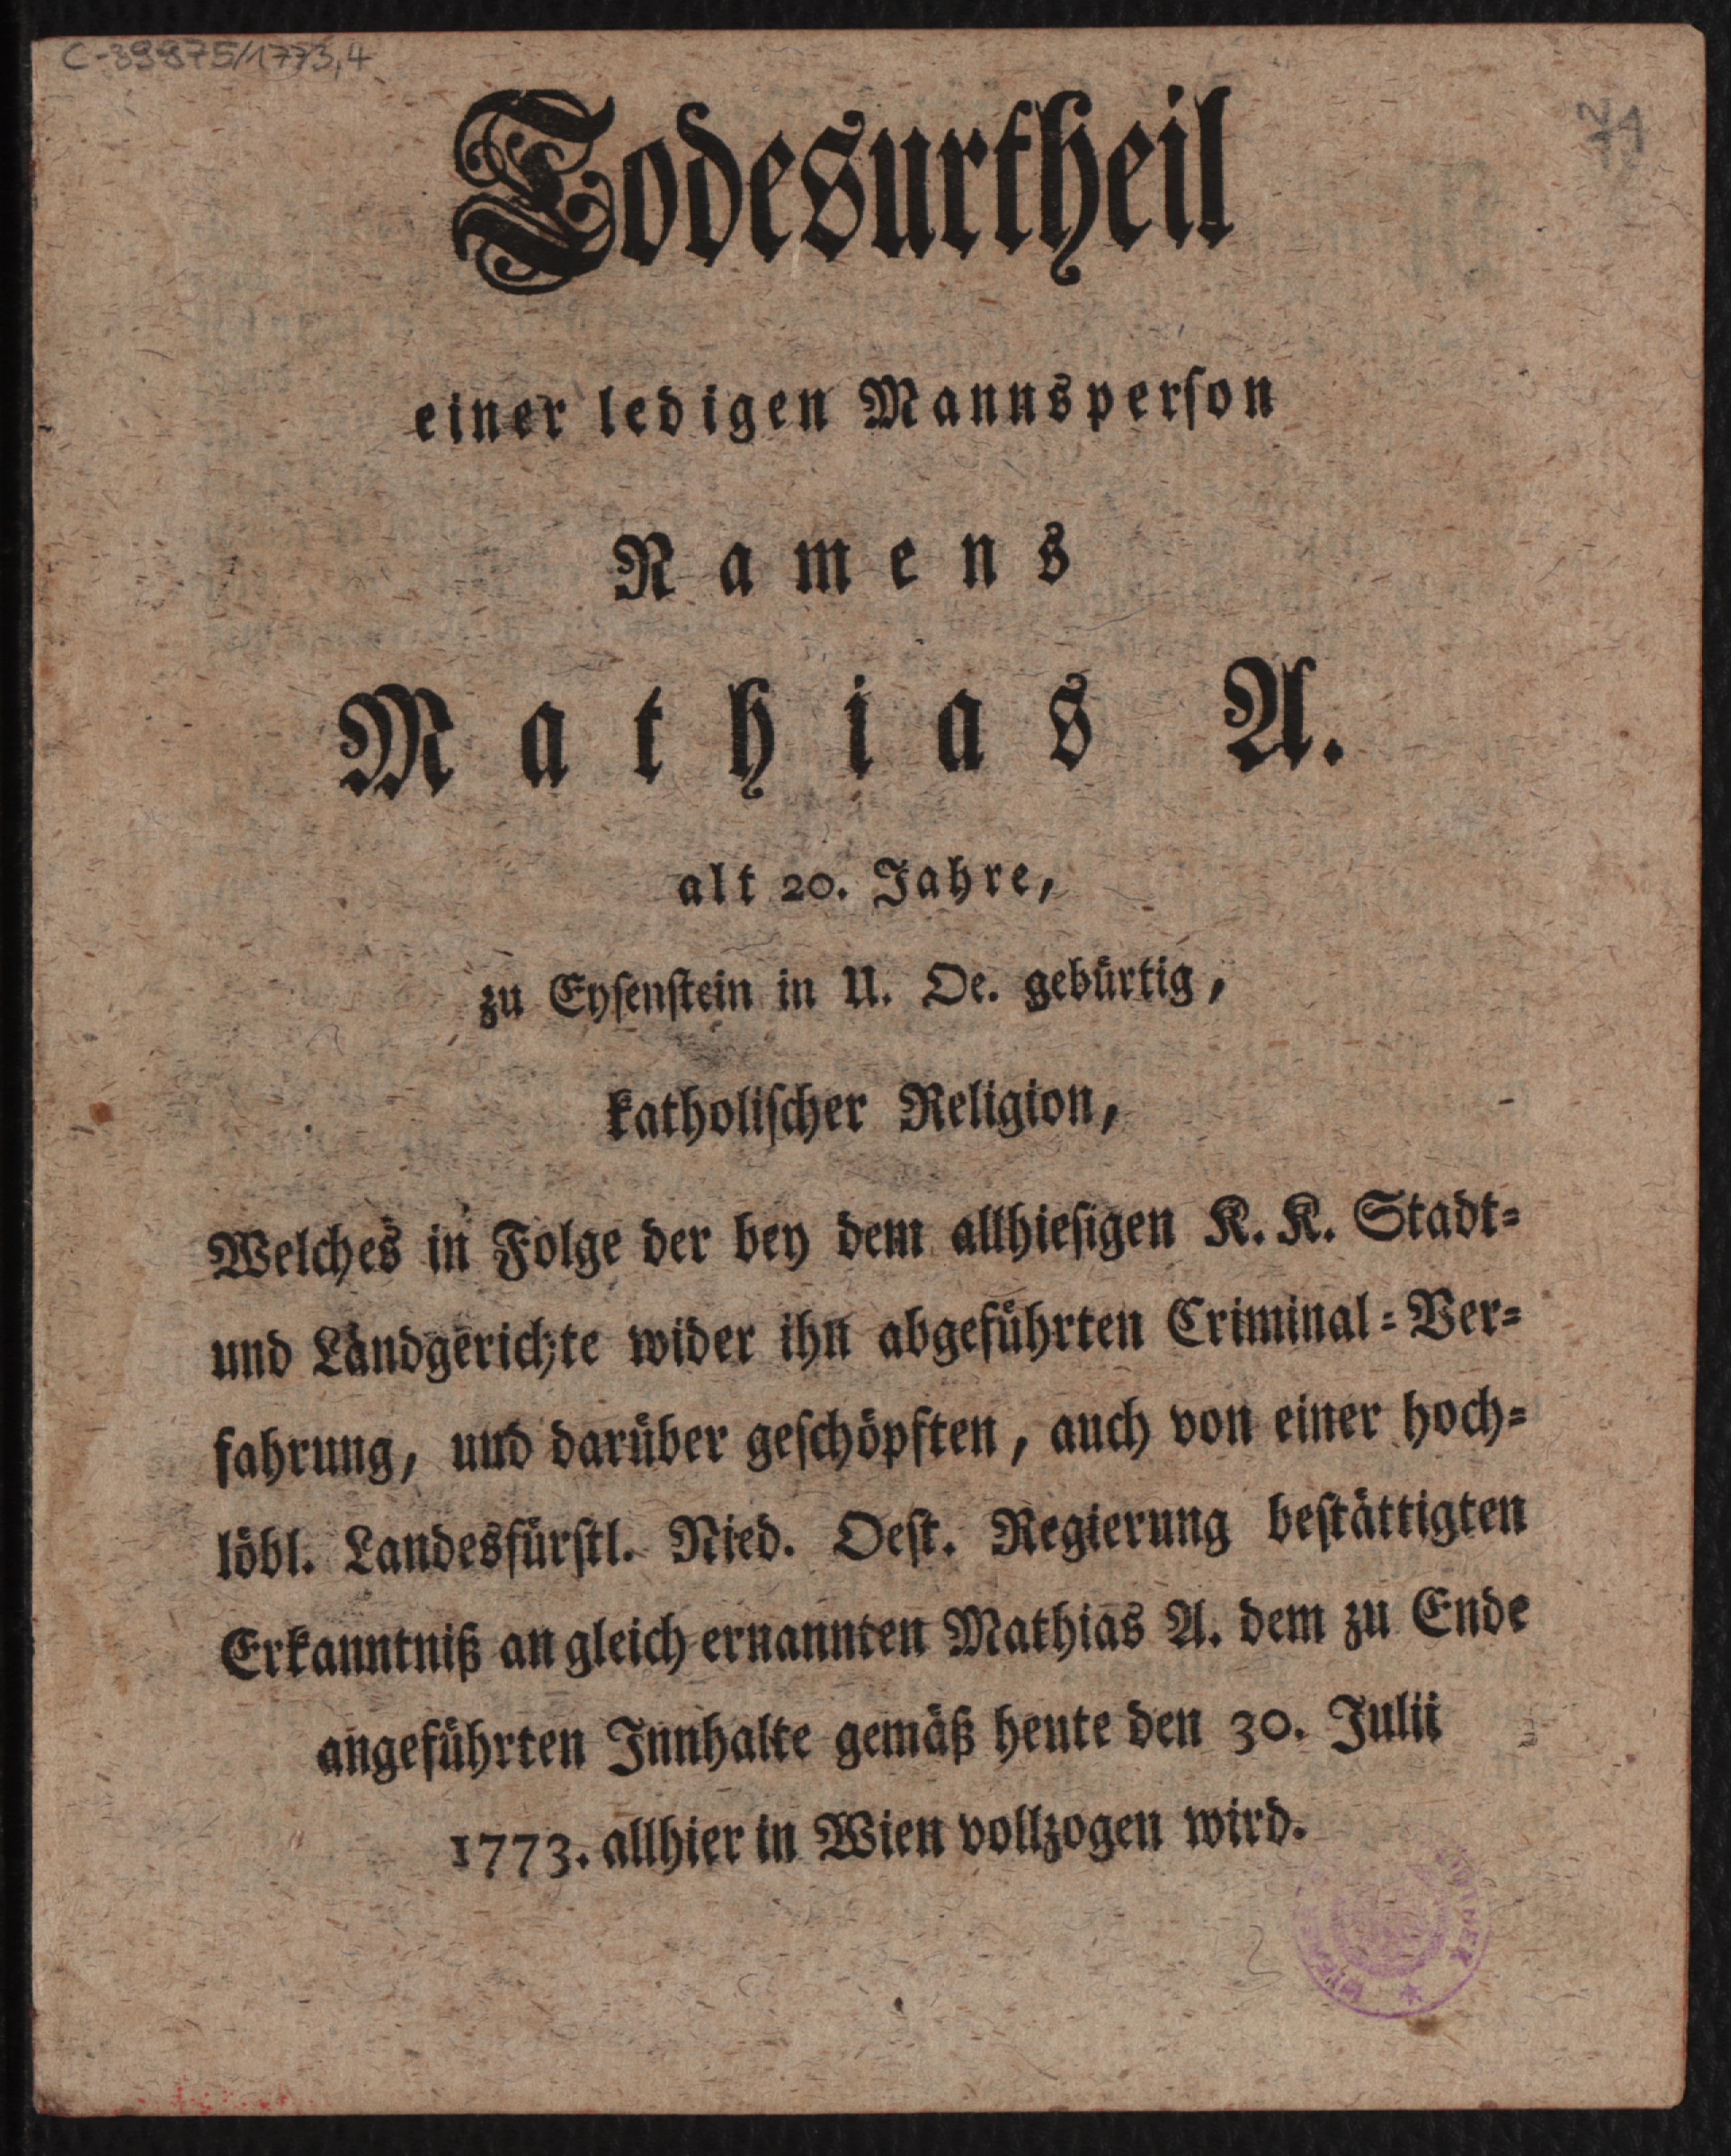 C-39875/1773,4
Todesurtheil
einer ledigen Mannsperson
Namens
Mathias A.
alt 20. Jahre,
zu Eysenstein in U. Oe. gebürtig,
katholischer Religion,
Welches in Folge der bey dem allhiesigen K. K. Stadt-
und Landgerichte wider ihn abgeführten Criminal-Ver-
fahrung, und darüber geschöpften, auch von einer hoch-
löbl. Landesfürstl. Nied. Oest. Regierung bestättigten
Erkanntniß an gleich ernannten Mathias A. dem zu Ende
angeführten Innhalte gemäß heute den 30. Julii
1773. allhier in Wien vollzogen wird.